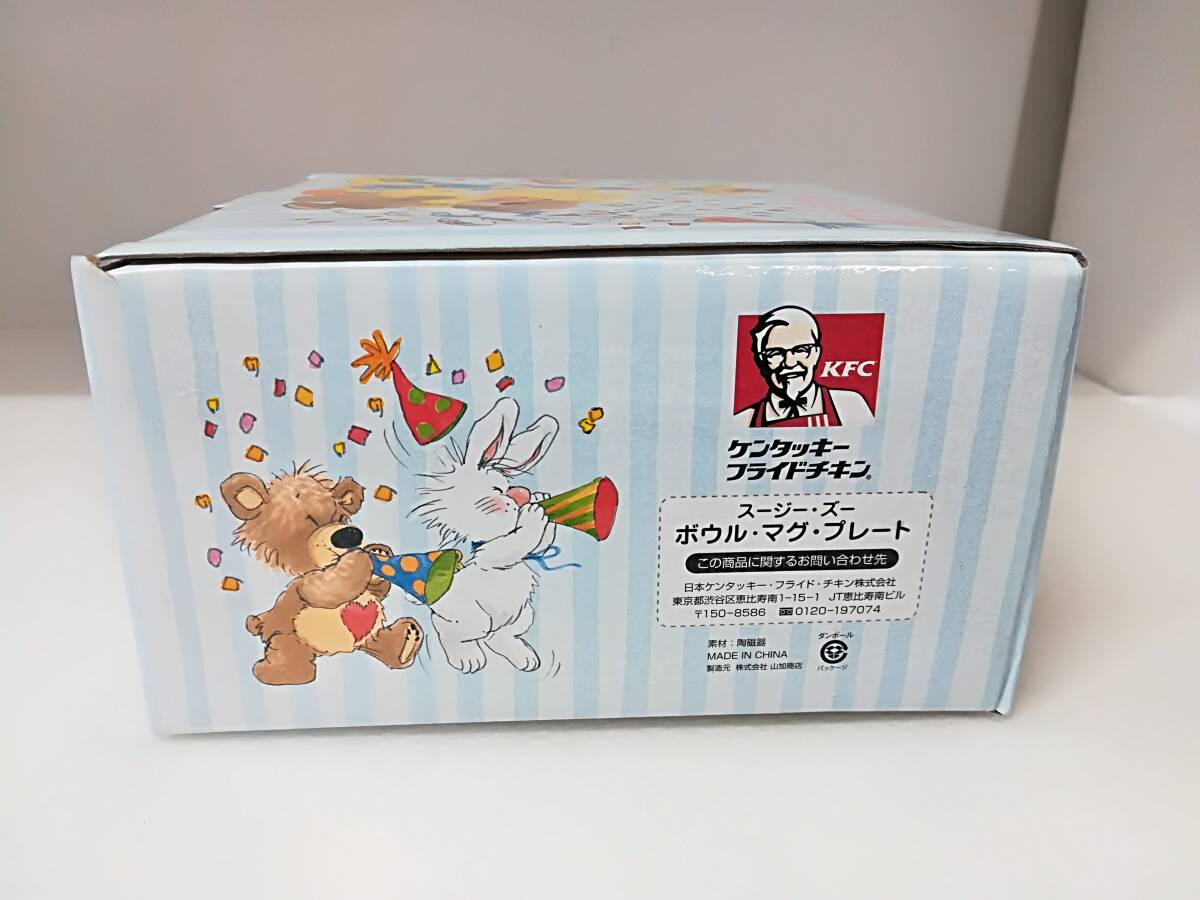 KFC
ケンタッキー
フライドチキン®
スージー・ズー
ボウル・マグ・プレート
この商品に関するお問い合わせ先
日本ケンタッキー・フライド・チキン株式会社
東京都渋谷区恵比寿南1-15-1 JT恵比寿南ビル
〒150-8586 0120-197074
素材：陶磁器
MADE IN CHINA
製造元 株式会社 山加商店
ダンボール
パッケージ